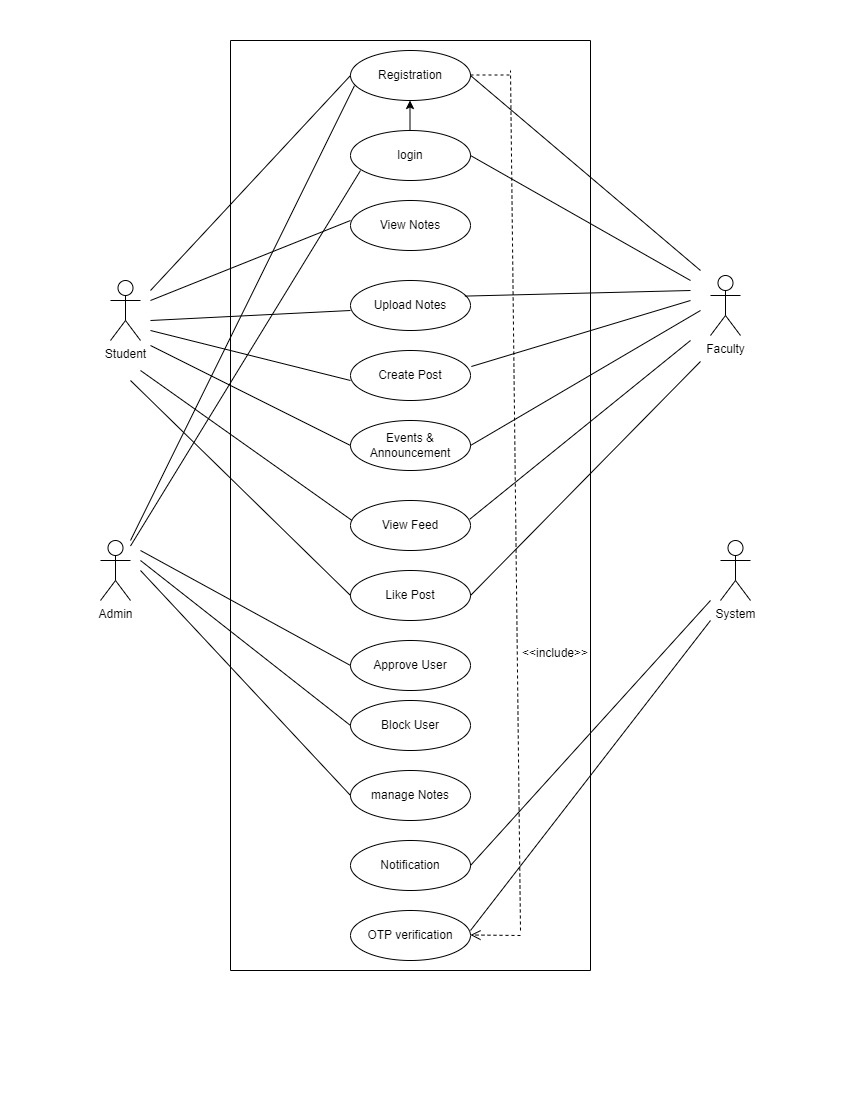 Registration
login
View Notes
Upload Notes
Student
Faculty
Create Post
Events &
Announcement
View Feed
Like Post
Admin
System
<<include>>
Approve User
Block User
manage Notes
Notification
OTP verification